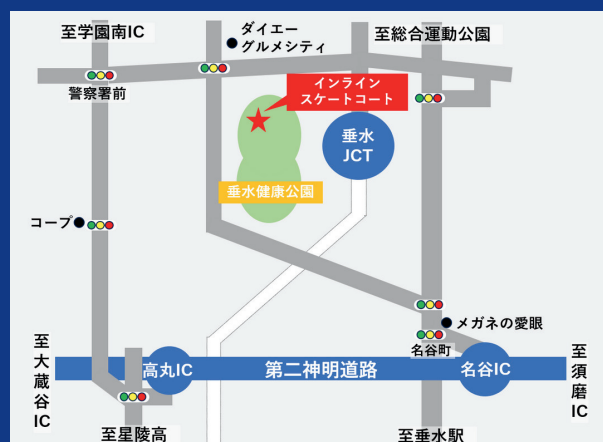 至学園南IC
ダイエー
グルメシティ
至総合運動公園
警察署前
インライン
スケートコート
垂水
JCT
垂水健康公園
コープ
メガネの愛眼
名谷町
至大蔵谷IC
高丸IC
第二神明道路
名谷IC
至須磨IC
至星陵高
至垂水駅